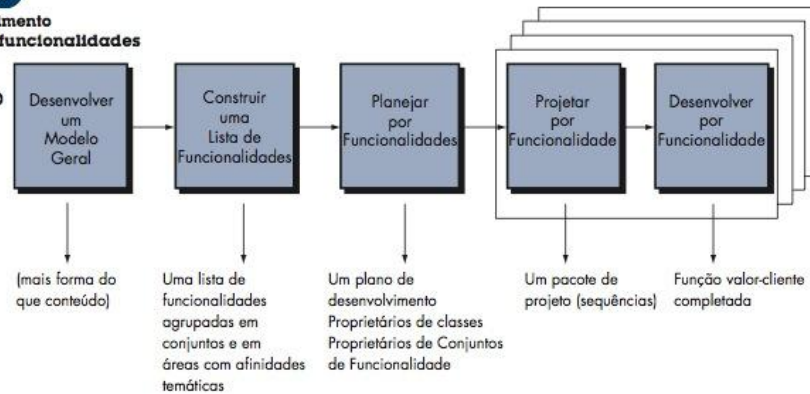 funcionalidades
Desenvolver
um
Modelo
Geral
Construir
uma
Lista de
Funcionalidades
Planejar
por
Funcionalidades
Projetar
por
Funcionalidade
Desenvolver
por
Funcionalidade
(mais forma do
que conteúdo)
Uma lista de
funcionalidades
agrupadas em
conjuntos e em
áreas com afinidades
temáticas
Um plano de
desenvolvimento
Proprietários de classes
Proprietários de Conjuntos
de Funcionalidade
Um pacote de
projeto (sequências)
Função valor-cliente
completada